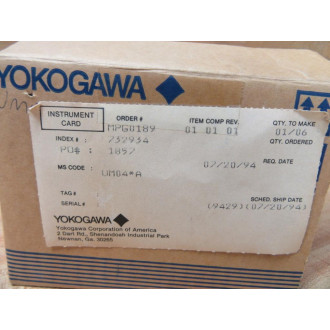 YOKOGAWA
INSTRUMENT CARD
ORDER # ITEM COMP REV. QTY. TO MAKE
MPG0189 01 01 01 01/06
INDEX # : 732934 QTY. ORDERED
PO# : 1857
07/20/94 REQ. DATE
MS CODE : UM04*A
TAG #
SERIAL # SCHED. SHIP DATE
(9429)(07/20/94)
YOKOGAWA
Yokogawa Corporation of America
2 Dart Rd., Shenandoah Industrial Park
Newnan, Ga. 30265